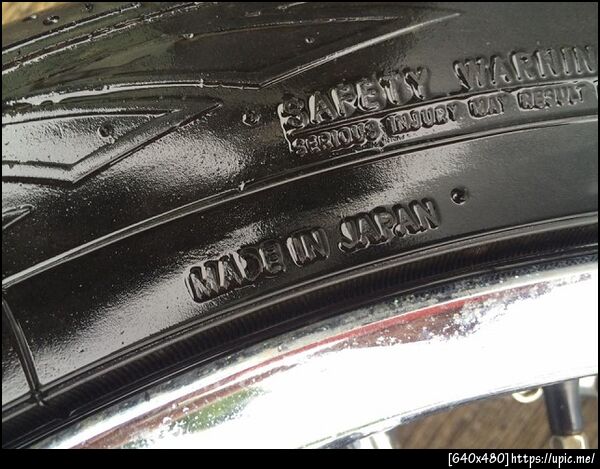 SAFETY WARNIN
SERIOUS INJURY MAY RESULT
MADE IN JAPAN
[640x480]https://upic.me/